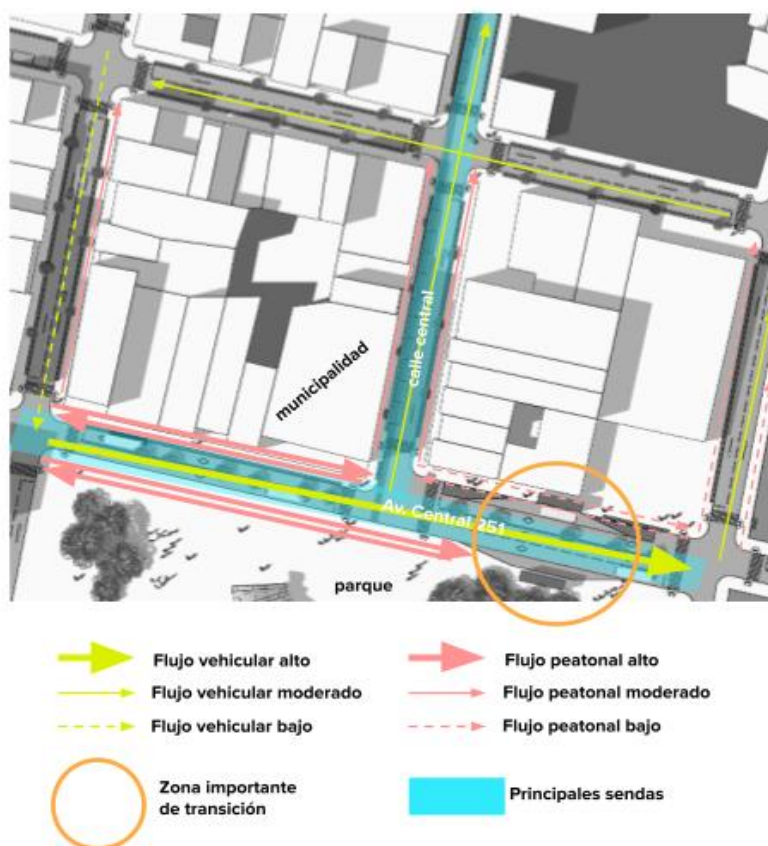 calle central
municipalidad
Av. Central 251
parque
Flujo vehicular alto
Flujo peatonal alto
Flujo vehicular moderado
Flujo peatonal moderado
Flujo vehicular bajo
Flujo peatonal bajo
Zona importante
de transición
Principales sendas